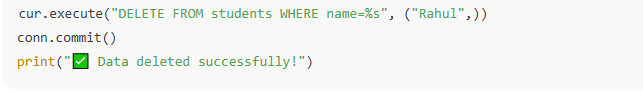 cur.execute("DELETE FROM students WHERE name=%s", ("Rahul",))
conn.commit()
print("✅ Data deleted successfully!")